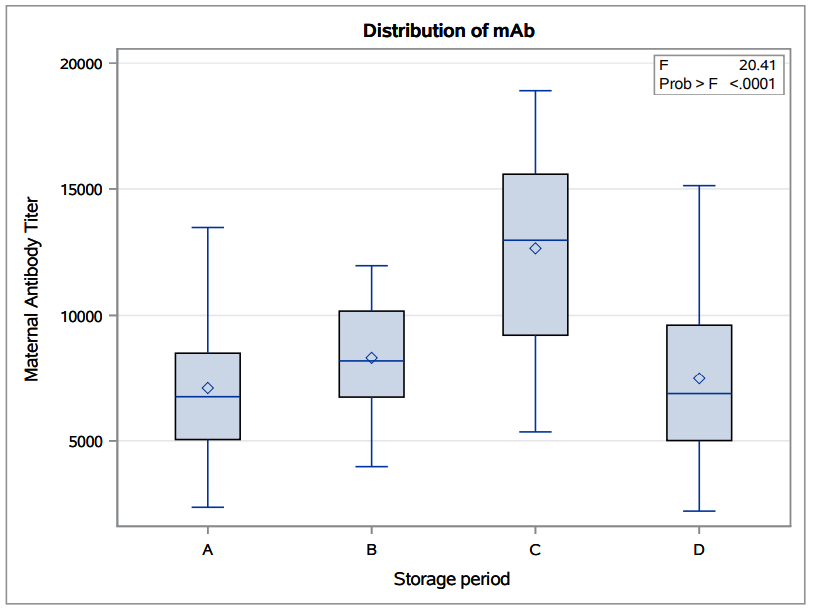 Distribution of mAb
F 20.41
Prob > F <.0001
20000
15000
10000
5000
Maternal Antibody Titer
A B C D
Storage period